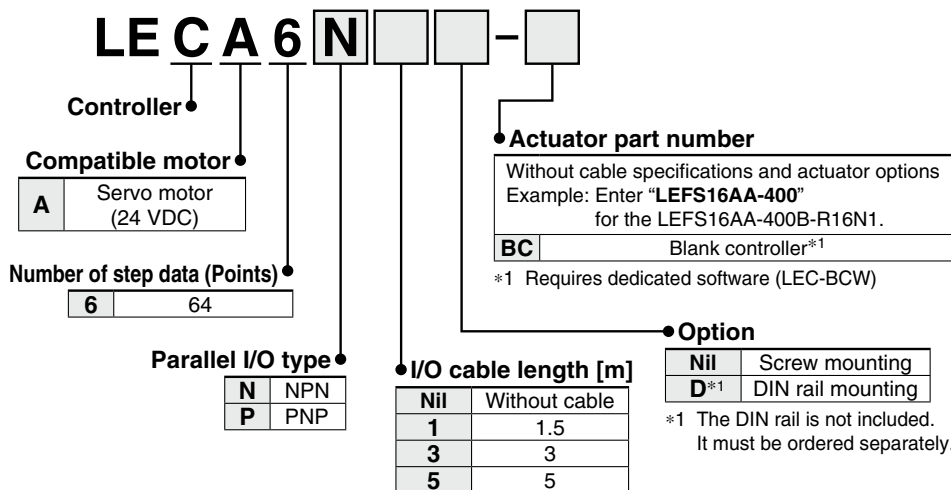 LECA6N –
Controller
Compatible motor
A Servo motor
(24 VDC)
Number of step data (Points)
6 64
Parallel I/O type
N NPN
P PNP
I/O cable length [m]
Nil Without cable
1 1.5
3 3
5 5
Actuator part number
Without cable specifications and actuator options
Example: Enter “LEFS16AA-400”
for the LEFS16AA-400B-R16N1.
BC Blank controller*1
*1 Requires dedicated software (LEC-BCW)
Option
Nil Screw mounting
D*1 DIN rail mounting
*1 The DIN rail is not included.
It must be ordered separately.